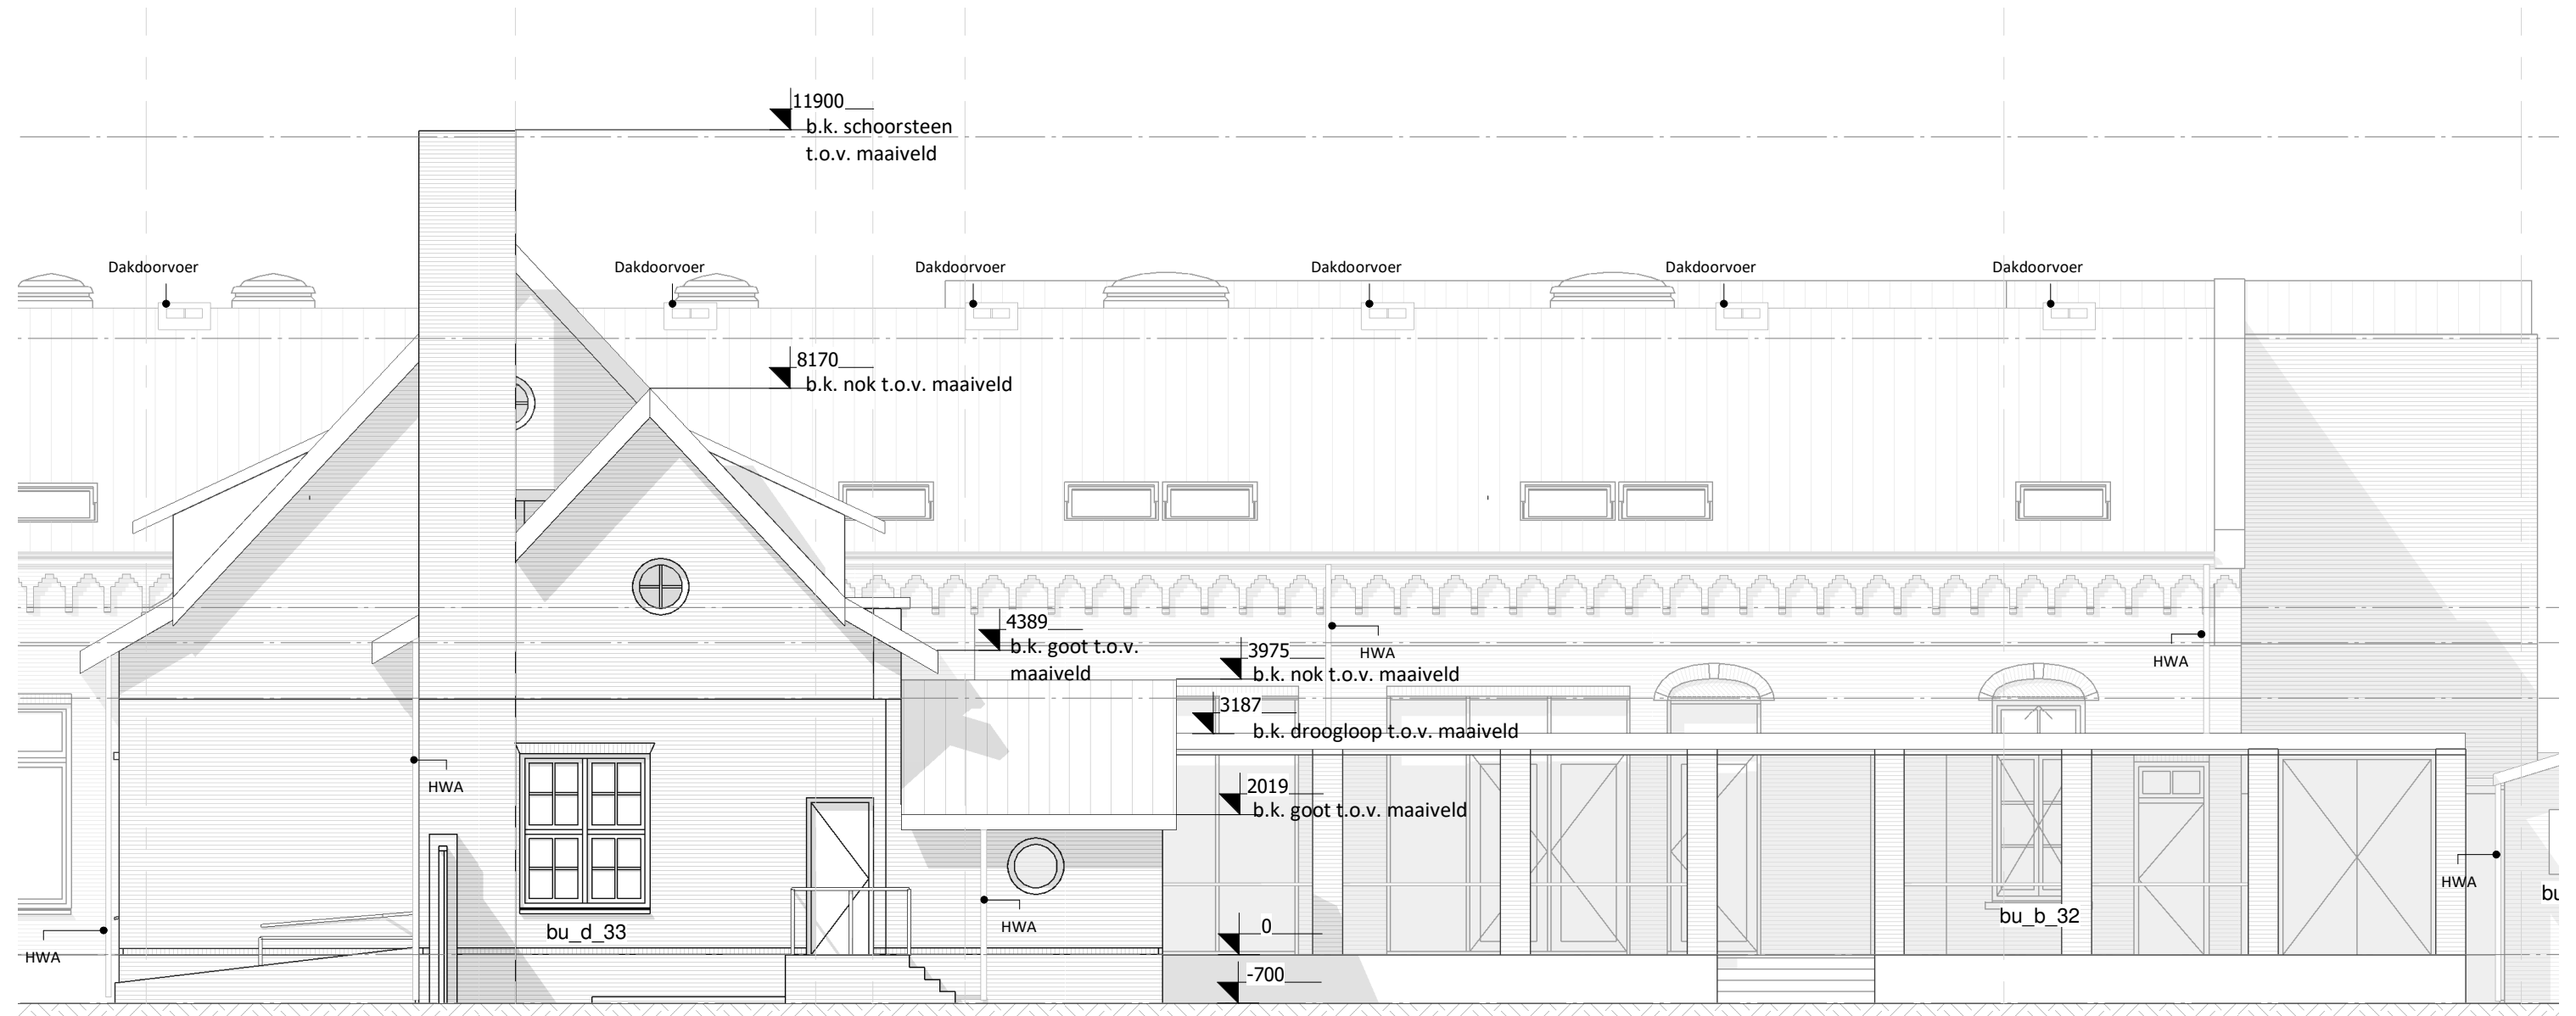 11900
b.k. schoorsteen
t.o.v. maaiveld
Dakdoorvoer
Dakdoorvoer
Dakdoorvoer
Dakdoorvoer
Dakdoorvoer
Dakdoorvoer
8170
b.k. nok t.o.v. maaiveld
4389
b.k. goot t.o.v.
maaiveld
3975
b.k. nok t.o.v. maaiveld
HWA
HWA
3187
b.k. droogloop t.o.v. maaiveld
HWA
2019
b.k. goot t.o.v. maaiveld
HWA
bu
bu_d_33
HWA
0
bu_b_32
HWA
-700